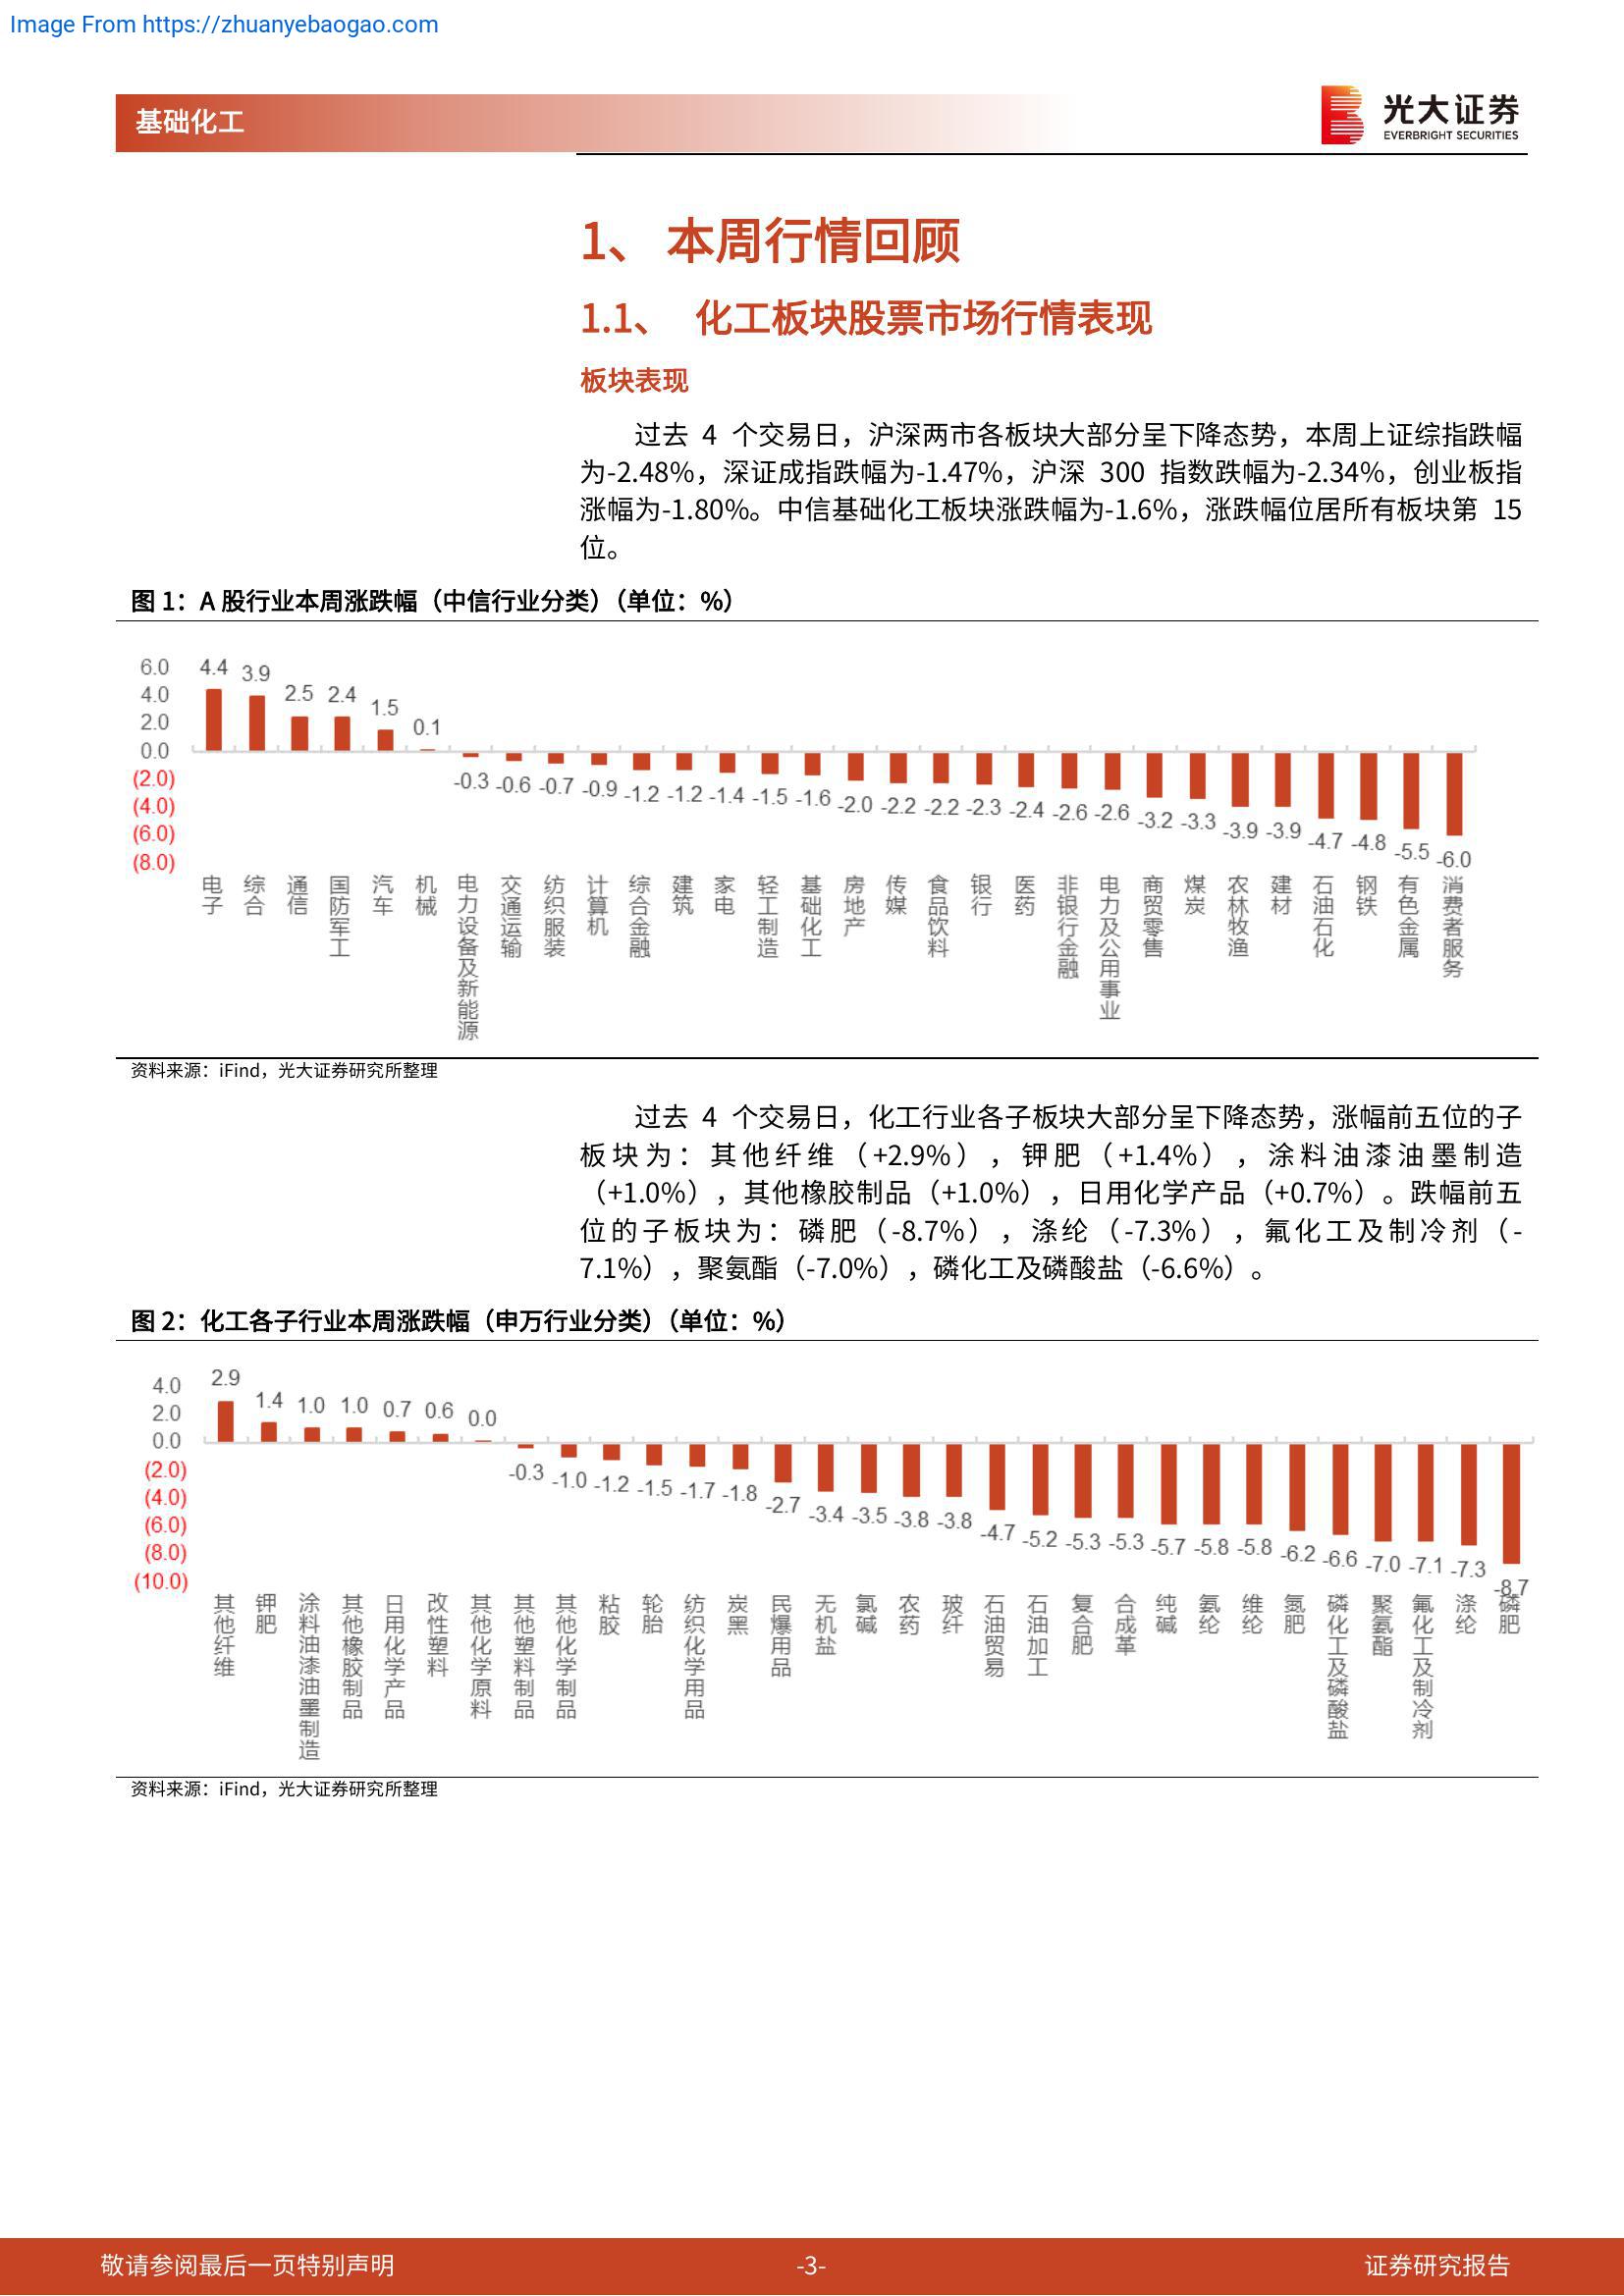 Image From https://zhuanyebaogao.com
基础化工
光大证券
EVERBRIGHT SECURITIES
1、 本周行情回顾
1.1、 化工板块股票市场行情表现
板块表现
过去 4 个交易日，沪深两市各板块大部分呈下降态势，本周上证综指跌幅
为-2.48%，深证成指跌幅为-1.47%，沪深 300 指数跌幅为-2.34%，创业板指
涨幅为-1.80%。中信基础化工板块涨跌幅为-1.6%，涨跌幅位居所有板块第 15
位。
图 1：A 股行业本周涨跌幅（中信行业分类）（单位：%）
6.0
4.0
2.0
0.0
(2.0)
(4.0)
(6.0)
(8.0)
4.4 3.9 2.5 2.4 1.5 0.1 -0.3 -0.6 -0.7 -0.9 -1.2 -1.2 -1.4 -1.5 -1.6 -2.0 -2.2 -2.2 -2.3 -2.4 -2.6 -2.6 -3.2 -3.3 -3.9 -3.9 -4.7 -4.8 -5.5 -6.0
电子
综合
通信
国防军工
汽车
机械
电力设备及新能源
交通运输
纺织服装
计算机
综合金融
建筑
家电
轻工制造
基础化工
房地产
传媒
食品饮料
银行
医药
非银行金融
电力及公用事业
商贸零售
煤炭
农林牧渔
建材
石油石化
钢铁
有色金属
消费者服务
资料来源：iFind，光大证券研究所整理
过去 4 个交易日，化工行业各子板块大部分呈下降态势，涨幅前五位的子
板块为：其他纤维（+2.9%），钾肥（+1.4%），涂料油漆油墨制造
（+1.0%），其他橡胶制品（+1.0%），日用化学产品（+0.7%）。跌幅前五
位的子板块为：磷肥（-8.7%），涤纶（-7.3%），氟化工及制冷剂（-
7.1%），聚氨酯（-7.0%），磷化工及磷酸盐（-6.6%）。
图 2：化工各子行业本周涨跌幅（申万行业分类）（单位：%）
4.0
2.0
0.0
(2.0)
(4.0)
(6.0)
(8.0)
(10.0)
2.9 1.4 1.0 1.0 0.7 0.6 0.0 -0.3 -1.0 -1.2 -1.5 -1.7 -1.8 -2.7 -3.4 -3.5 -3.8 -3.8 -4.7 -5.2 -5.3 -5.3 -5.7 -5.8 -5.8 -6.2 -6.6 -7.0 -7.1 -7.3 -8.7
其他纤维
钾肥
涂料油漆油墨制造
其他橡胶制品
日用化学产品
改性塑料
其他化学原料
其他塑料制品
其他化学制品
粘胶
轮胎
纺织化学用品
炭黑
民爆用品
无机盐
氯碱
农药
玻纤
石油贸易
石油加工
复合肥
合成革
纯碱
氨纶
维纶
氮肥
磷化工及磷酸盐
聚氨酯
氟化工及制冷剂
涤纶
磷肥
资料来源：iFind，光大证券研究所整理
敬请参阅最后一页特别声明
-3-
证券研究报告